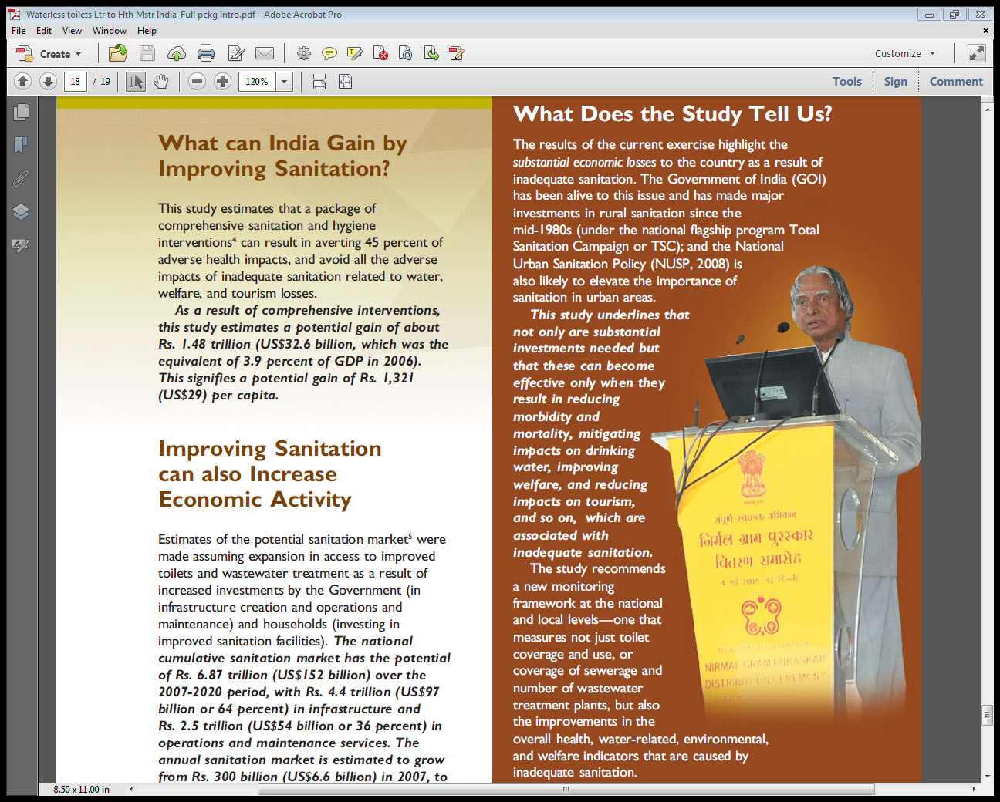 Waterless toilets Ltr to Hth Mstr India_Full pckg intro.pdf - Adobe Acrobat Pro
File Edit View Window Help
Create
Customize
18 / 19
120%
Tools Sign Comment
What can India Gain by
Improving Sanitation?
This study estimates that a package of
comprehensive sanitation and hygiene
interventions⁴ can result in averting 45 percent of
adverse health impacts, and avoid all the adverse
impacts of inadequate sanitation related to water,
welfare, and tourism losses.
As a result of comprehensive interventions,
this study estimates a potential gain of about
Rs. 1.48 trillion (US$32.6 billion, which was the
equivalent of 3.9 percent of GDP in 2006).
This signifies a potential gain of Rs. 1,321
(US$29) per capita.
Improving Sanitation
can also Increase
Economic Activity
Estimates of the potential sanitation market⁵ were
made assuming expansion in access to improved
toilets and wastewater treatment as a result of
increased investments by the Government (in
infrastructure creation and operations and
maintenance) and households (investing in
improved sanitation facilities). The national
cumulative sanitation market has the potential
of Rs. 6.87 trillion (US$152 billion) over the
2007-2020 period, with Rs. 4.4 trillion (US$97
billion or 64 percent) in infrastructure and
Rs. 2.5 trillion (US$54 billion or 36 percent) in
operations and maintenance services. The
annual sanitation market is estimated to grow
from Rs. 300 billion (US$6.6 billion) in 2007, to
What Does the Study Tell Us?
The results of the current exercise highlight the
substantial economic losses to the country as a result of
inadequate sanitation. The Government of India (GOI)
has been alive to this issue and has made major
investments in rural sanitation since the
mid-1980s (under the national flagship program Total
Sanitation Campaign or TSC); and the National
Urban Sanitation Policy (NUSP, 2008) is
also likely to elevate the importance of
sanitation in urban areas.
This study underlines that
not only are substantial
investments needed but
that these can become
effective only when they
result in reducing
morbidity and
mortality, mitigating
impacts on drinking
water, improving
welfare, and reducing
impacts on tourism,
and so on, which are
associated with
inadequate sanitation.
The study recommends
a new monitoring
framework at the national
and local levels—one that
measures not just toilet
coverage and use, or
coverage of sewerage and
number of wastewater
treatment plants, but also
the improvements in the
overall health, water-related, environmental,
and welfare indicators that are caused by
inadequate sanitation.
संपूर्ण स्वच्छता अभियान
निर्मल ग्राम पुरस्कार
वितरण समारोह
4 मई 2007, नई दिल्ली
NIRMAL GRAM PURASKAR
DISTRIBUTION CEREMONY
8.50 x 11.00 in